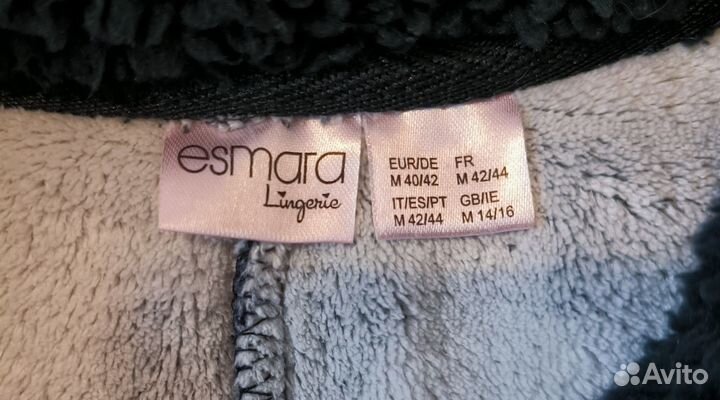 esmara
Lingerie
EUR/DE FR
M 40/42 M 42/44
IT/ES/PT GB/IE
M 42/44 M 14/16
Avito